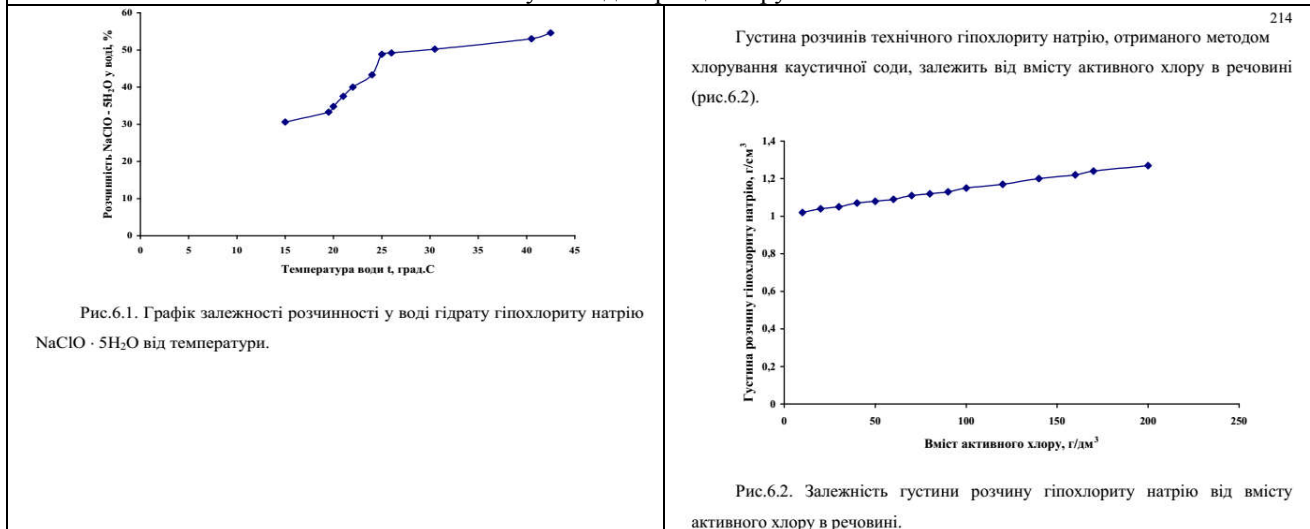 60
50
40
30
20
10
0
Розчинність NaClO - 5H₂O у воді, %
0 5 10 15 20 25 30 35 40 45
Температура води t, град.С
Рис.6.1. Графік залежності розчинності у воді гідрату гіпохлориту натрію
NaClO · 5H₂O від температури.
214
Густина розчинів технічного гіпохлориту натрію, отриманого методом
хлорування каустичної соди, залежить від вмісту активного хлору в речовині
(рис.6.2).
1,4
1,2
1
0,8
0,6
0,4
0,2
0
Густина розчину гіпохлориту натрію, г/см³
0 50 100 150 200 250
Вміст активного хлору, г/дм³
Рис.6.2. Залежність густини розчину гіпохлориту натрію від вмісту
активного хлору в речовині.